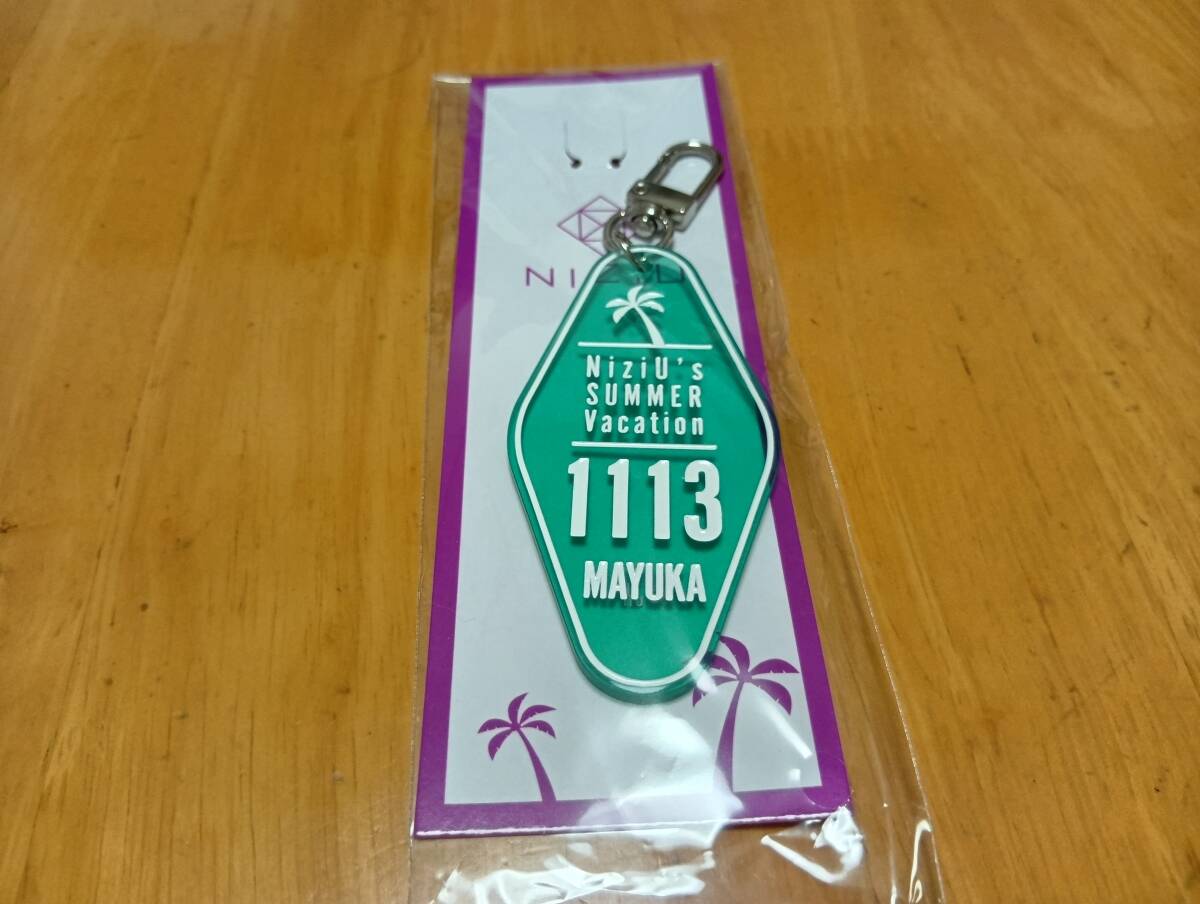 NIZIU
NiziU's
SUMMER
Vacation
1113
MAYUKA